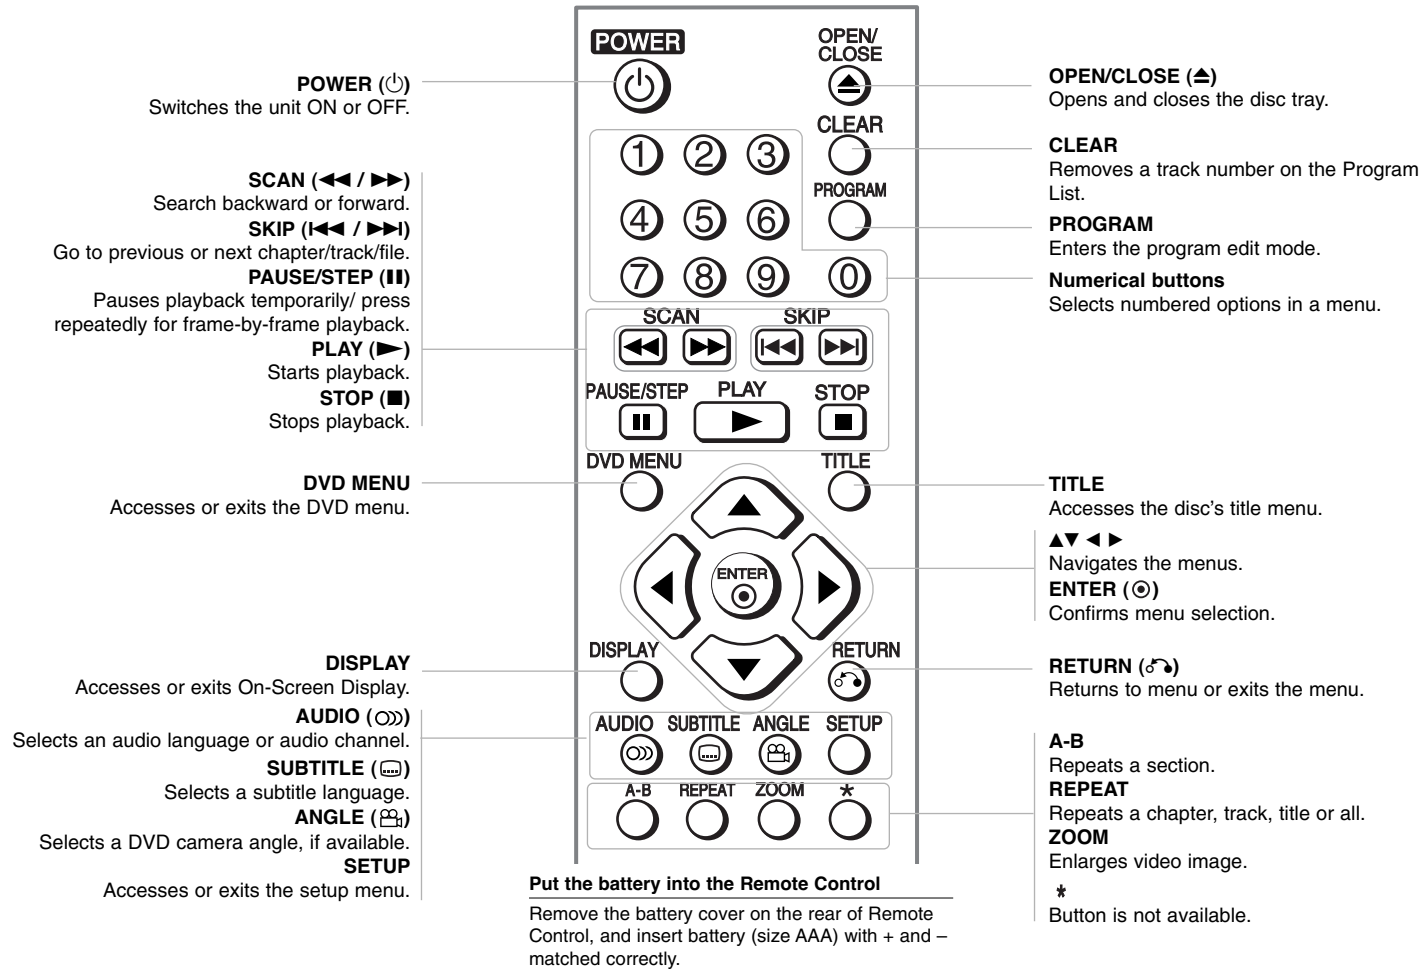 POWER (⏻)
Switches the unit ON or OFF.
SCAN (◀◀ / ▶▶)
Search backward or forward.
SKIP (I◀◀ / ▶▶I)
Go to previous or next chapter/track/file.
PAUSE/STEP (II)
Pauses playback temporarily/ press
repeatedly for frame-by-frame playback.
PLAY (▶)
Starts playback.
STOP (■)
Stops playback.
DVD MENU
Accesses or exits the DVD menu.
DISPLAY
Accesses or exits On-Screen Display.
AUDIO ()
Selects an audio language or audio channel.
SUBTITLE ()
Selects a subtitle language.
ANGLE ()
Selects a DVD camera angle, if available.
SETUP
Accesses or exits the setup menu.
POWER
OPEN/
CLOSE
CLEAR
1 2 3
PROGRAM
4 5 6
7 8 9 0
SCAN SKIP
PAUSE/STEP PLAY STOP
DVD MENU TITLE
ENTER
DISPLAY RETURN
AUDIO SUBTITLE ANGLE SETUP
A-B REPEAT ZOOM *
Put the battery into the Remote Control
Remove the battery cover on the rear of Remote
Control, and insert battery (size AAA) with + and –
matched correctly.
OPEN/CLOSE (⏏)
Opens and closes the disc tray.
CLEAR
Removes a track number on the Program
List.
PROGRAM
Enters the program edit mode.
Numerical buttons
Selects numbered options in a menu.
TITLE
Accesses the disc's title menu.
▲▼ ◀ ▶
Navigates the menus.
ENTER (◉)
Confirms menu selection.
RETURN ()
Returns to menu or exits the menu.
A-B
Repeats a section.
REPEAT
Repeats a chapter, track, title or all.
ZOOM
Enlarges video image.
*
Button is not available.